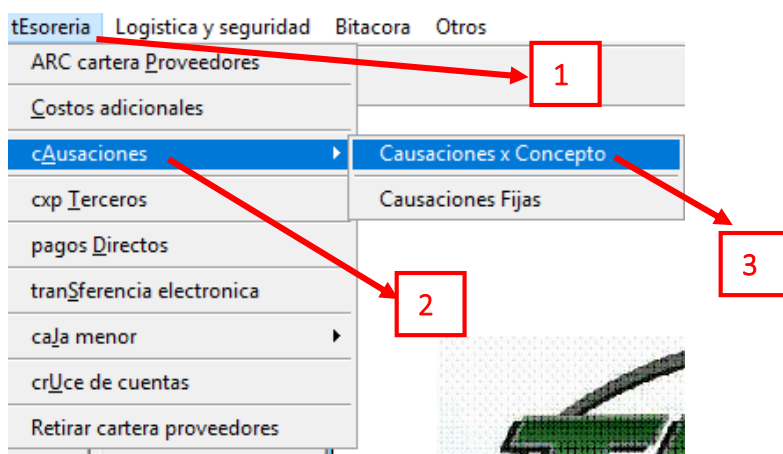 tEsoreria Logistica y seguridad Bitacora Otros
ARC cartera Proveedores
1
Costos adicionales
cAusaciones Causaciones x Concepto
cxp Terceros Causaciones Fijas
pagos Directos
3
tranSferencia electronica
2
caJa menor
crUce de cuentas
Retirar cartera proveedores